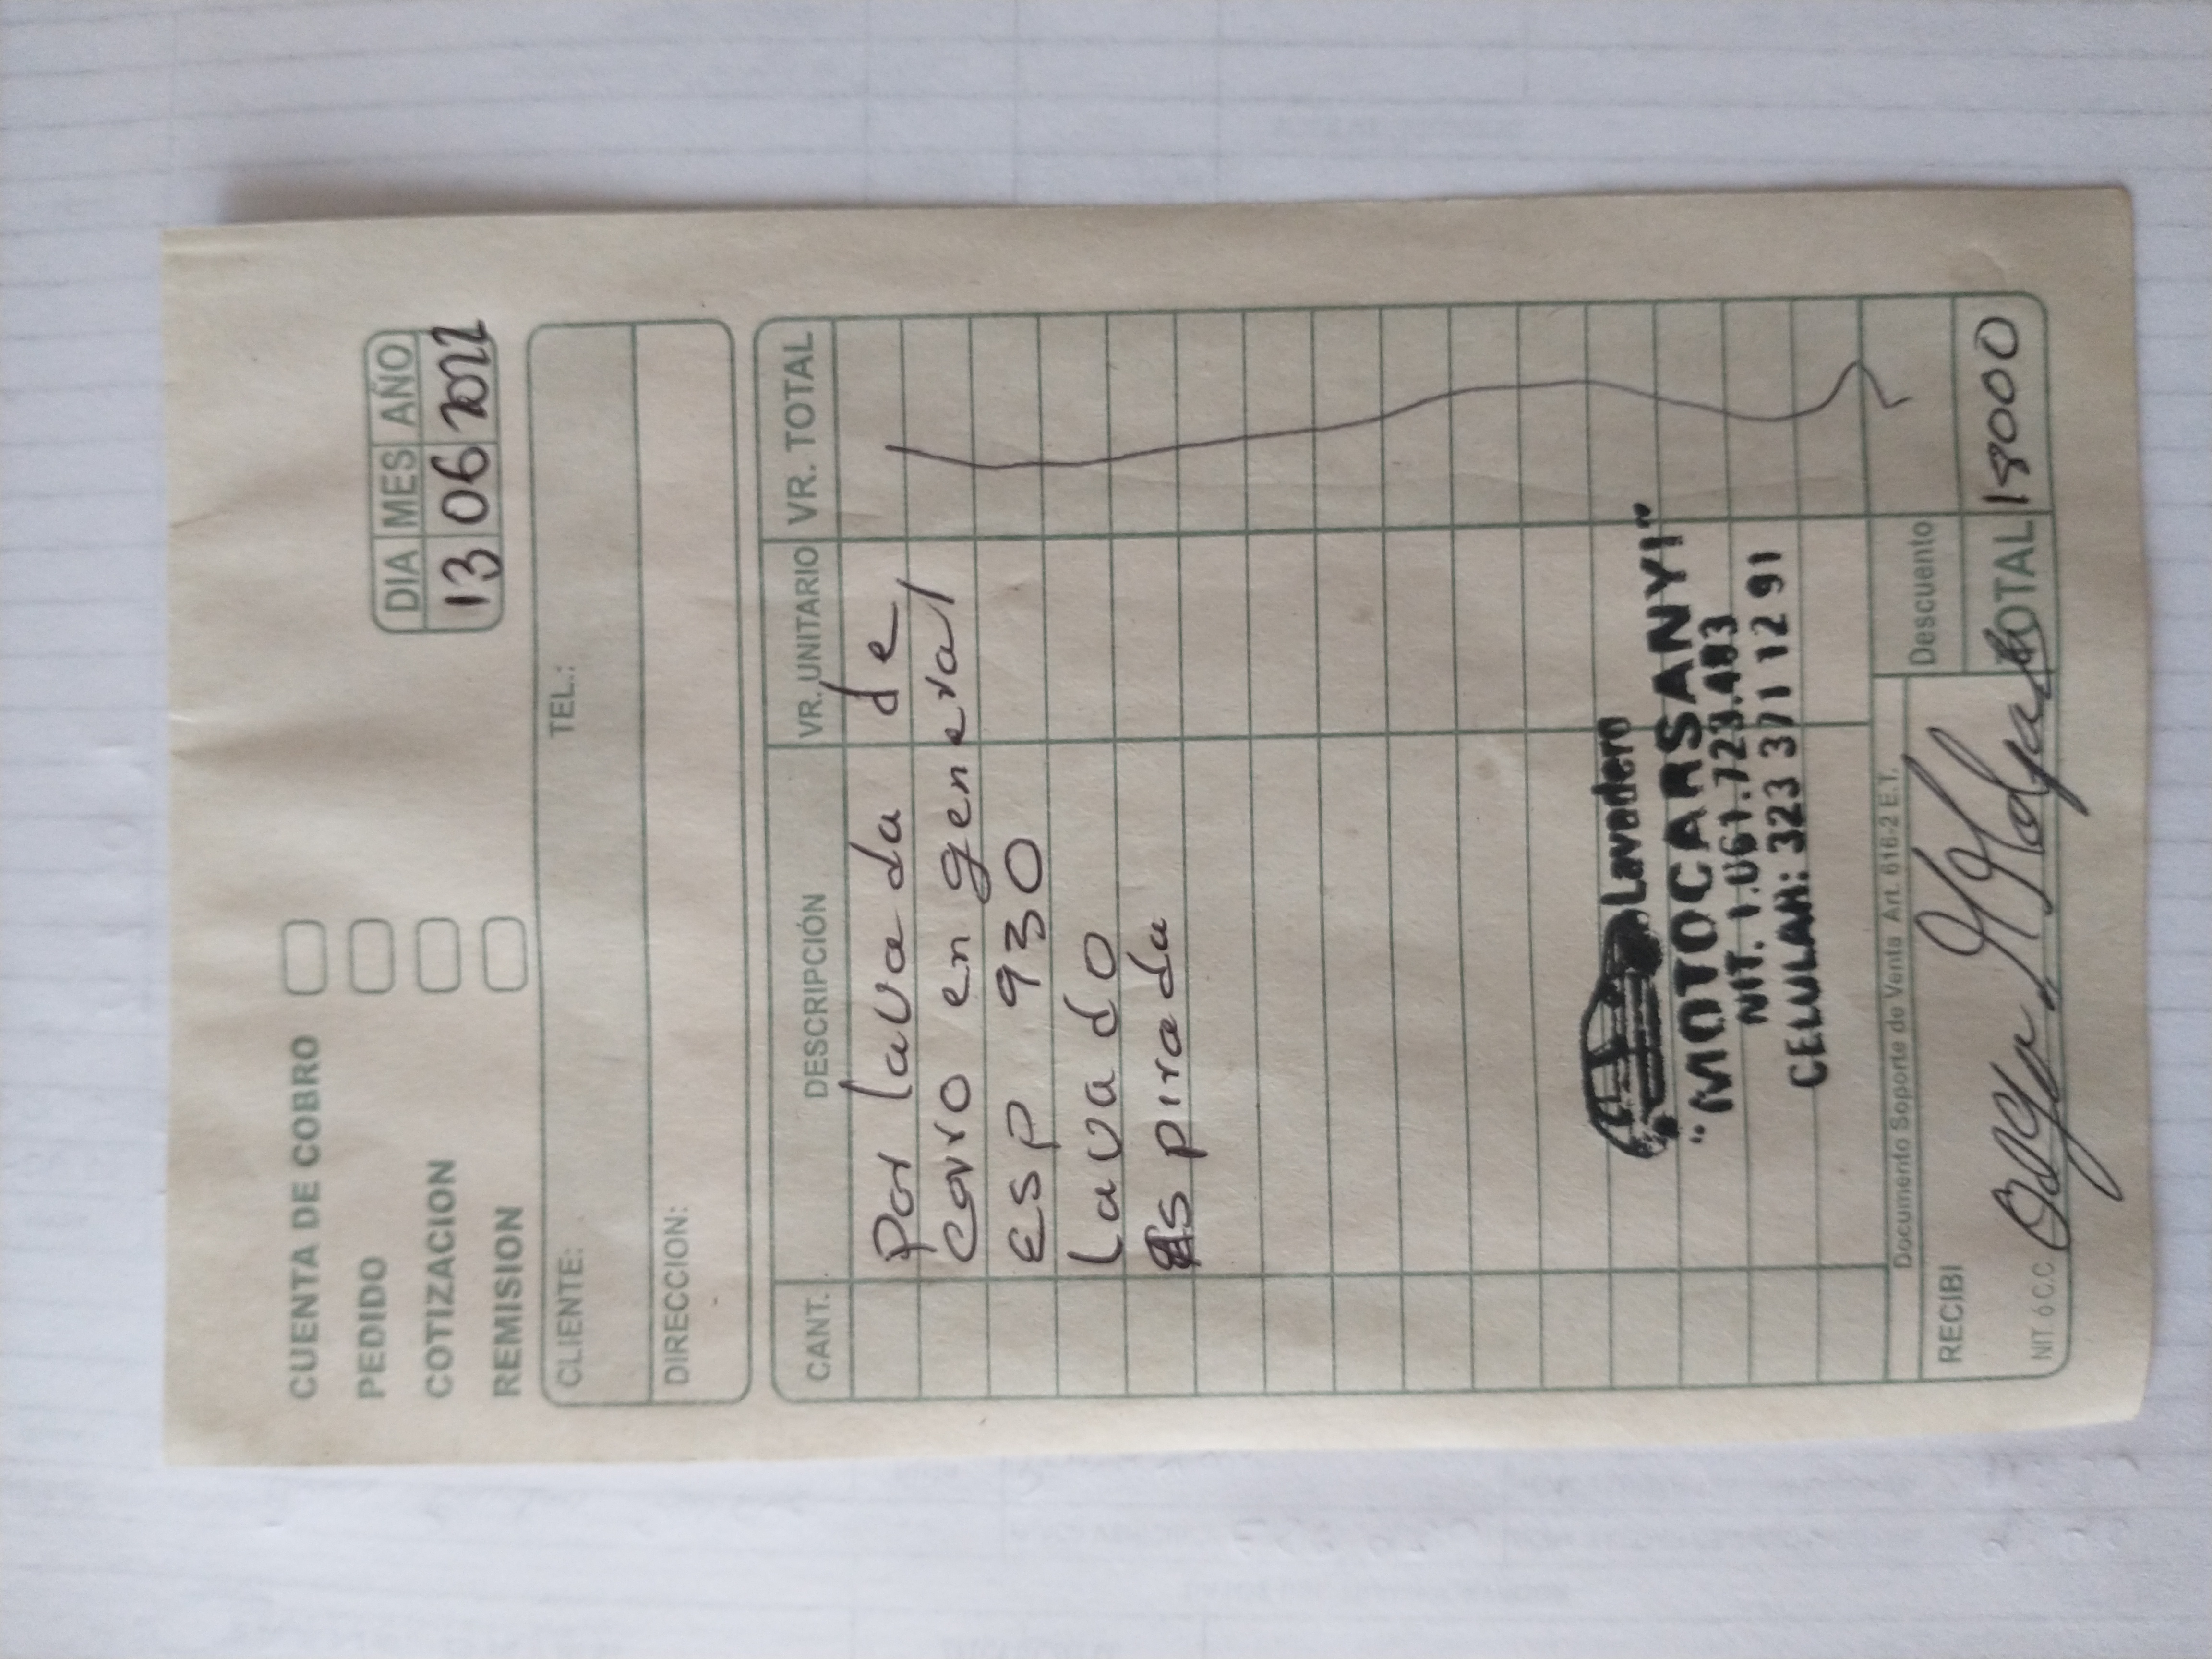 CUENTA DE COBRO
PEDIDO
COTIZACION
REMISION
DIA MES AÑO
13 06 2022
CLIENTE: TEL.:
DIRECCION:
CANT. DESCRIPCIÓN VR. UNITARIO VR. TOTAL
Por lavada de
carro en general
ESP 930
Lavado
Espirada
Lavadero
"MOTOCARSANYI"
NIT. 1.061.723.483
CELULAR: 323 371 12 91
Documento Soporte de Venta Art. 616-2 E.T.
Descuento
RECIBI
TOTAL 18000
NIT ó C.C.